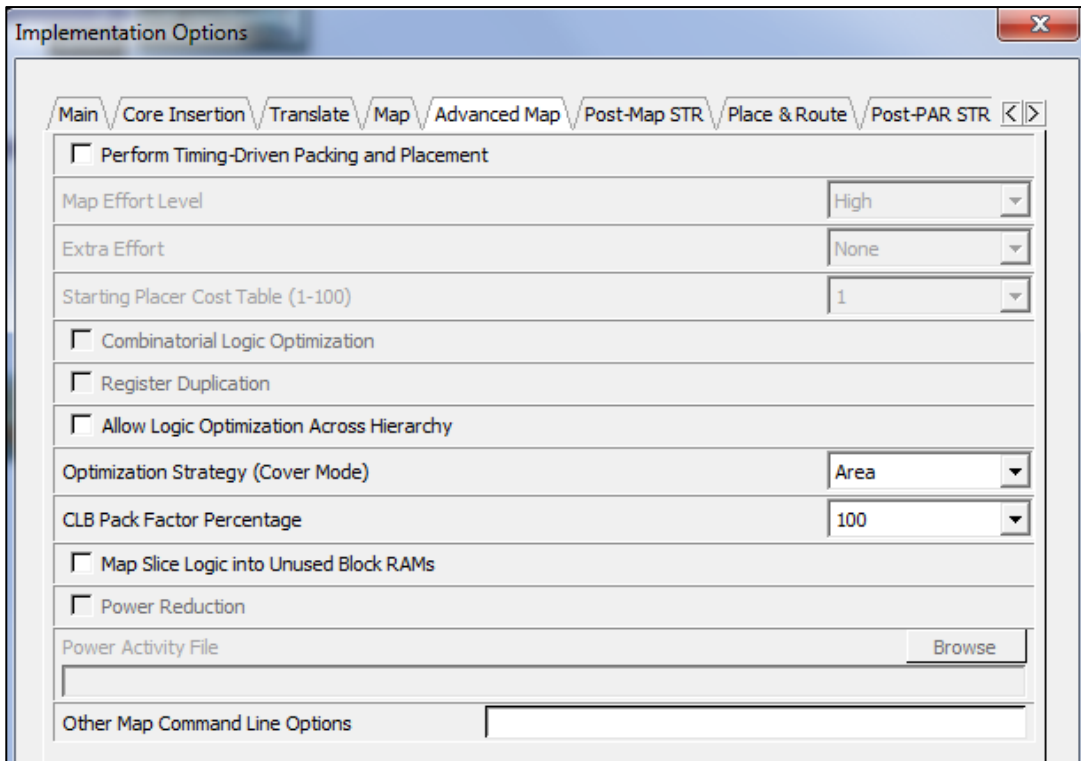 Implementation Options
Main Core Insertion Translate Map Advanced Map Post-Map STR Place & Route Post-PAR STR
Perform Timing-Driven Packing and Placement
Map Effort Level High
Extra Effort None
Starting Placer Cost Table (1-100) 1
Combinatorial Logic Optimization
Register Duplication
Allow Logic Optimization Across Hierarchy
Optimization Strategy (Cover Mode) Area
CLB Pack Factor Percentage 100
Map Slice Logic into Unused Block RAMs
Power Reduction
Power Activity File Browse
Other Map Command Line Options